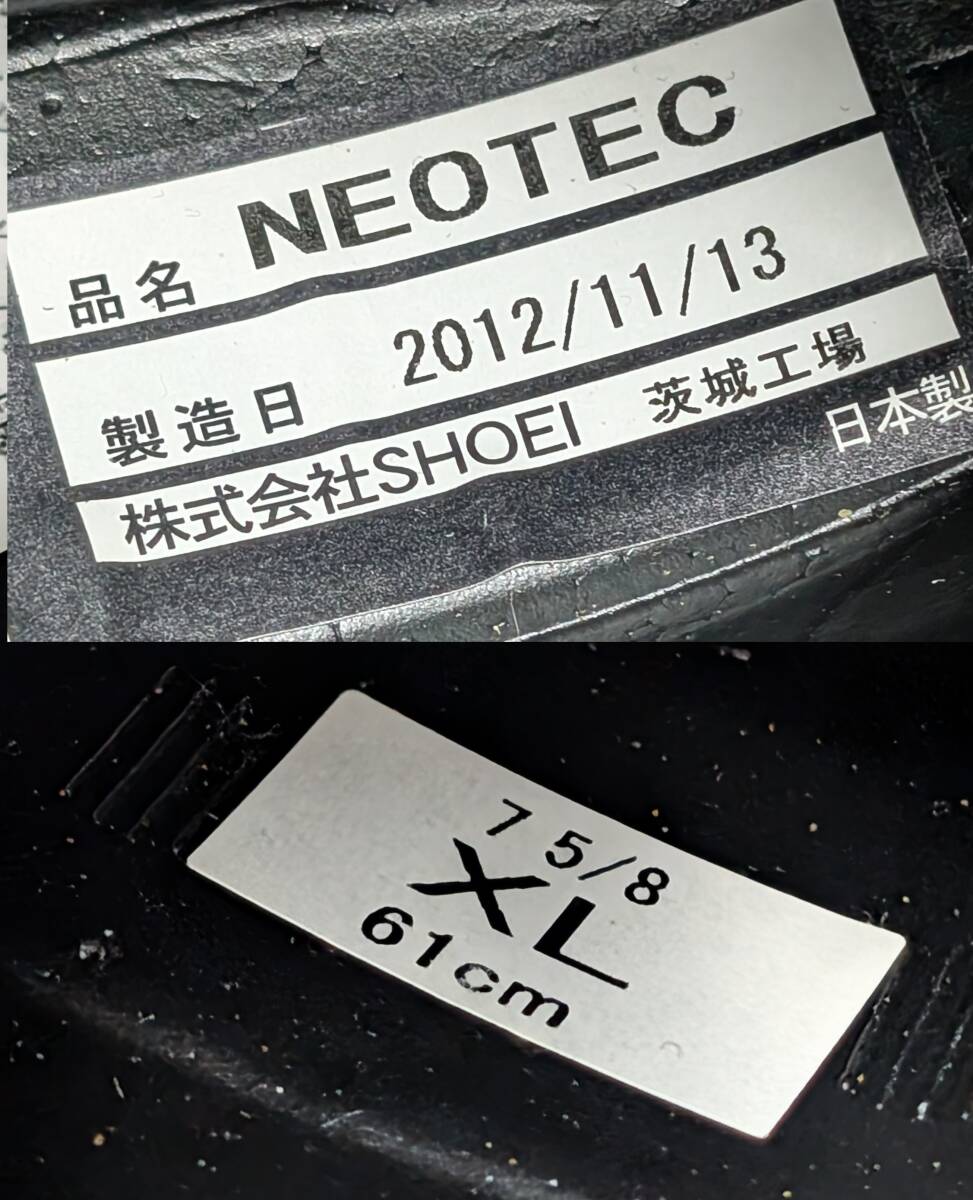 品名 NEOTEC
製造日 2012/11/13
株式会社SHOEI 茨城工場
日本製
7 5/8
XL
61cm